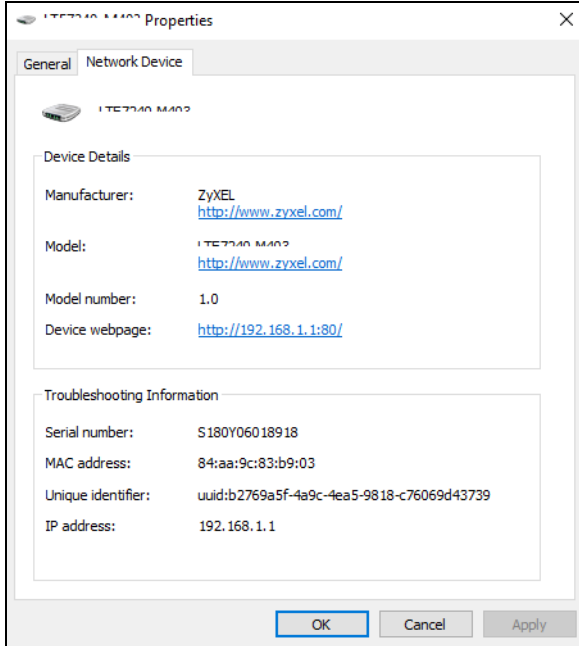 Properties
General
Network Device
Device Details
Manufacturer:
ZyXEL
http://www.zyxel.com/
Model:
http://www.zyxel.com/
Model number:
1.0
Device webpage:
http://192.168.1.1:80/
Troubleshooting Information
Serial number:
S180Y06018918
MAC address:
84:aa:9c:83:b9:03
Unique identifier:
uuid:b2769a5f-4a9c-4ea5-9818-c76069d43739
IP address:
192.168.1.1
OK
Cancel
Apply